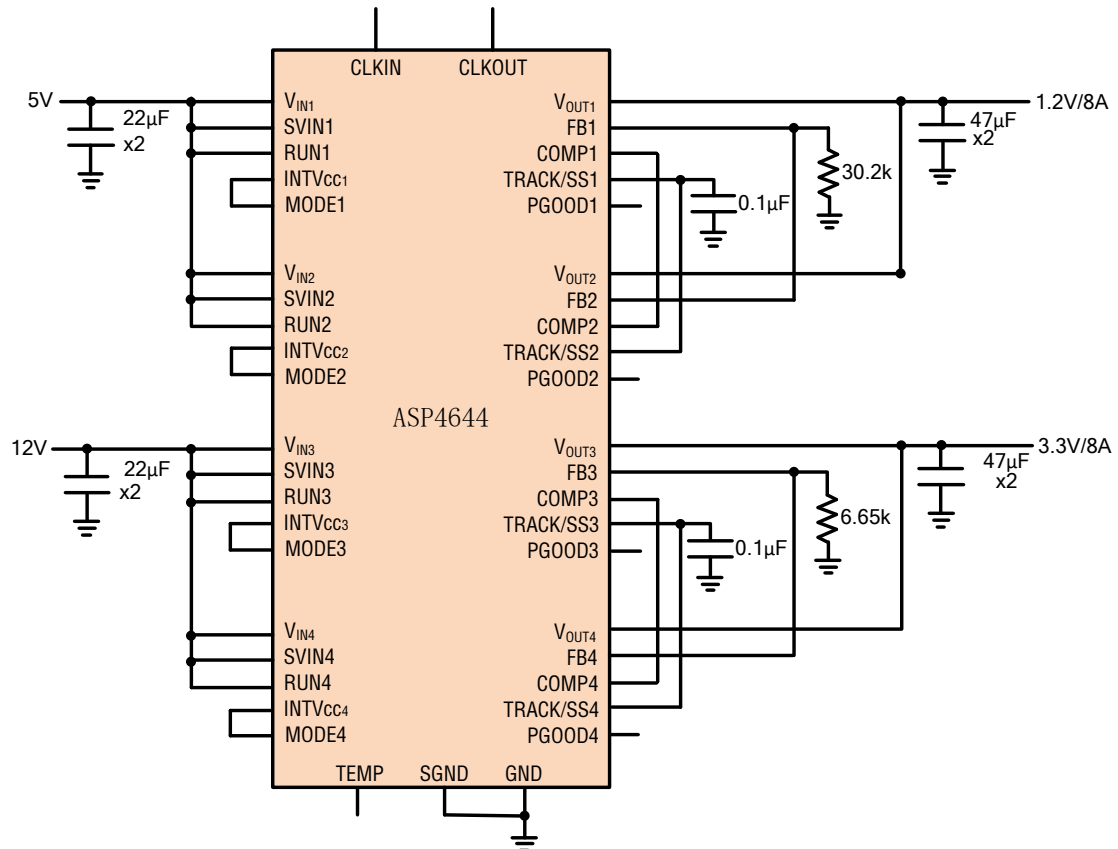 CLKIN CLKOUT
5V
22µF
x2
VIN1
SVIN1
RUN1
INTVCC1
MODE1
VIN2
SVIN2
RUN2
INTVCC2
MODE2
12V
22µF
x2
VIN3
SVIN3
RUN3
INTVCC3
MODE3
VIN4
SVIN4
RUN4
INTVCC4
MODE4
ASP4644
VOUT1
FB1
COMP1
TRACK/SS1
PGOOD1
VOUT2
FB2
COMP2
TRACK/SS2
PGOOD2
VOUT3
FB3
COMP3
TRACK/SS3
PGOOD3
VOUT4
FB4
COMP4
TRACK/SS4
PGOOD4
0.1µF
30.2k
47µF
x2
1.2V/8A
0.1µF
6.65k
47µF
x2
3.3V/8A
TEMP SGND GND